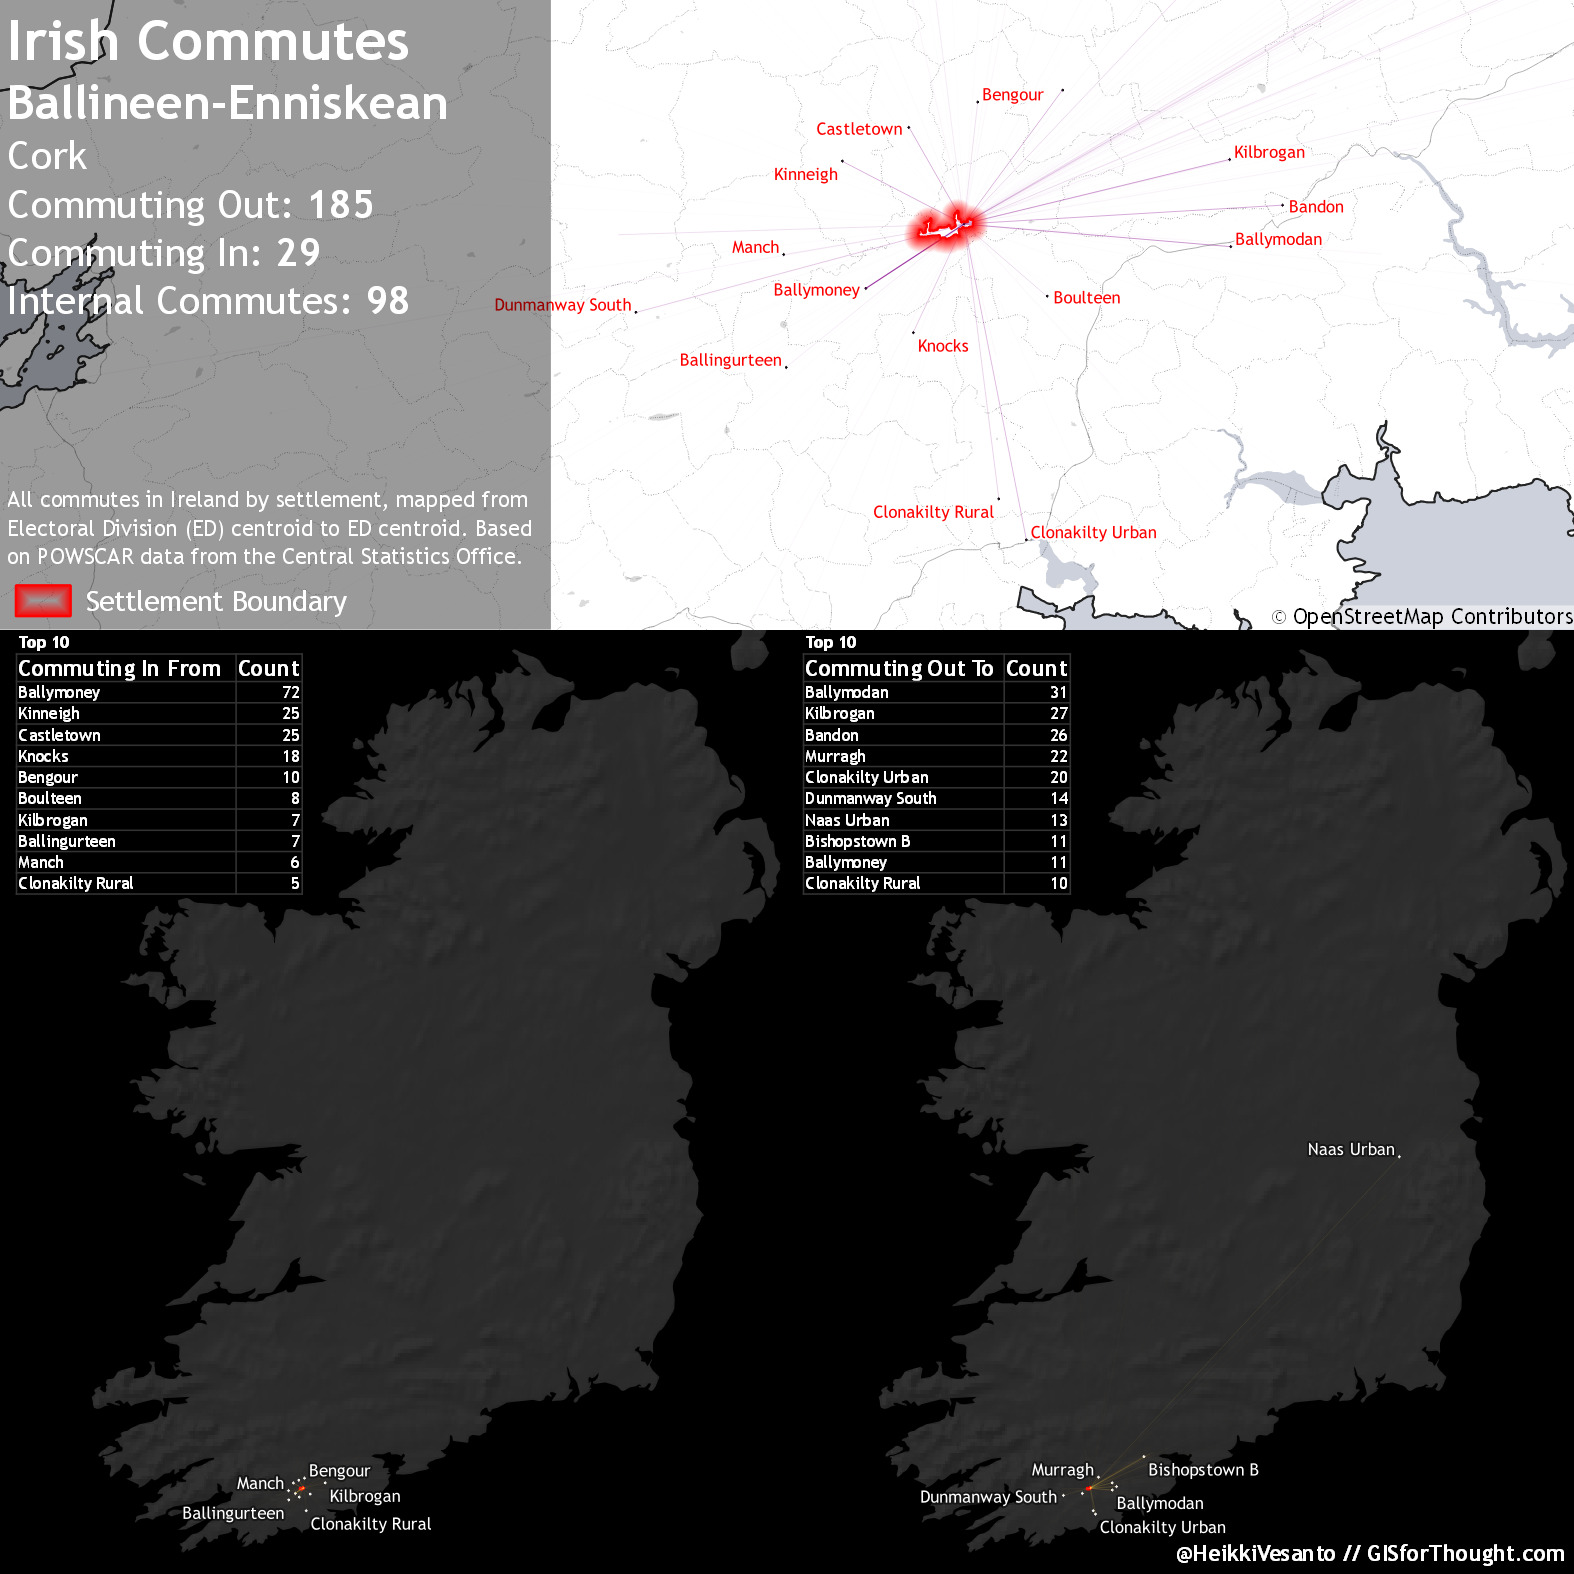 Irish Commutes
Ballineen-Enniskean
Cork
Commuting Out: 185
Commuting In: 29
Internal Commutes: 98
All commutes in Ireland by settlement, mapped from
Electoral Division (ED) centroid to ED centroid. Based
on POWSCAR data from the Central Statistics Office.
Settlement Boundary
Bengour
Castletown
Kilbrogan
Kinneigh
Bandon
Ballymodan
Manch
Ballymoney
Boulteen
Dunmanway South
Knocks
Ballingurteen
Clonakilty Rural
Clonakilty Urban
© OpenStreetMap Contributors
Top 10
Commuting In From Count
Ballymoney 72
Kinneigh 25
Castletown 25
Knocks 18
Bengour 10
Boulteen 8
Kilbrogan 7
Ballingurteen 7
Manch 6
Clonakilty Rural 5
Top 10
Commuting Out To Count
Ballymodan 31
Kilbrogan 27
Bandon 26
Murragh 22
Clonakilty Urban 20
Dunmanway South 14
Naas Urban 13
Bishopstown B 11
Ballymoney 11
Clonakilty Rural 10
Bengour
Manch
Kilbrogan
Ballingurteen
Clonakilty Rural
Naas Urban
Murragh
Bishopstown B
Dunmanway South
Ballymodan
Clonakilty Urban
@HeikkiVesanto // GISforThought.com